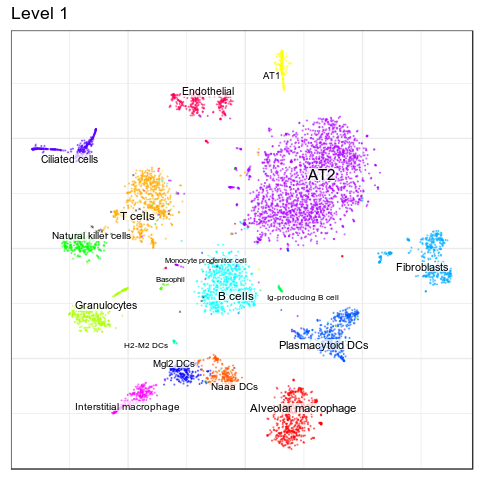 Level 1
AT1
Endothelial
Ciliated cells
AT2
T cells
Natural killer cells
Monocyte progenitor cell
Fibroblasts
Basophil
B cells
Ig-producing B cell
Granulocytes
H2-M2 DCs
Plasmacytoid DCs
Mgl2 DCs
Naaa DCs
Interstitial macrophage
Alveolar macrophage